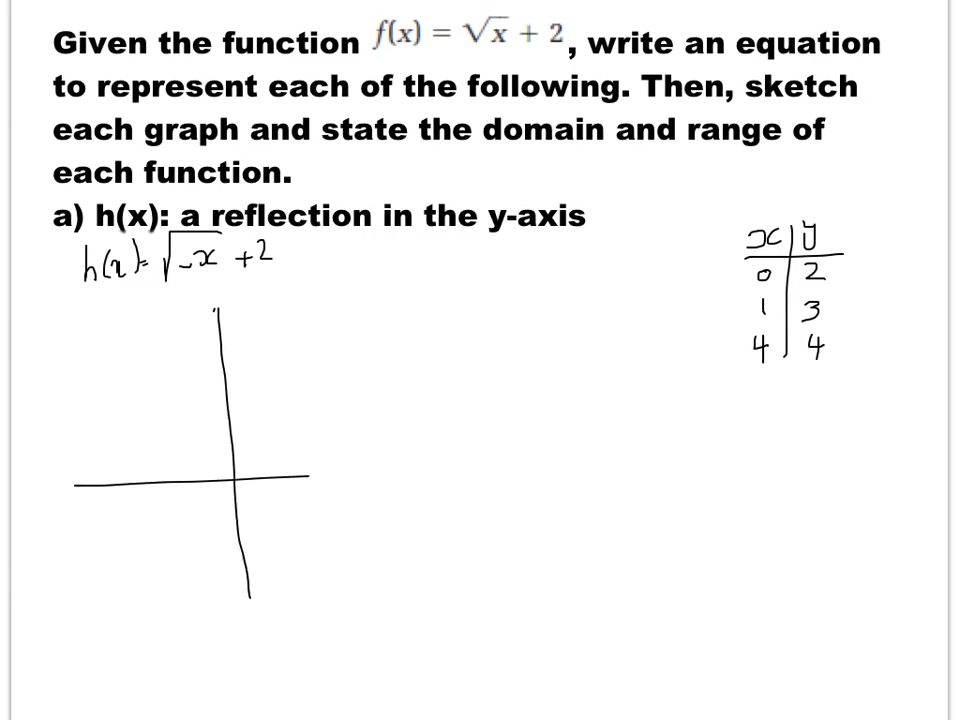 Given the function f(x) = √x + 2, write an equation
to represent each of the following. Then, sketch
each graph and state the domain and range of
each function.
a) h(x): a reflection in the y-axis
h(x)= √-x +2
x | y
0 | 2
1 | 3
4 | 4